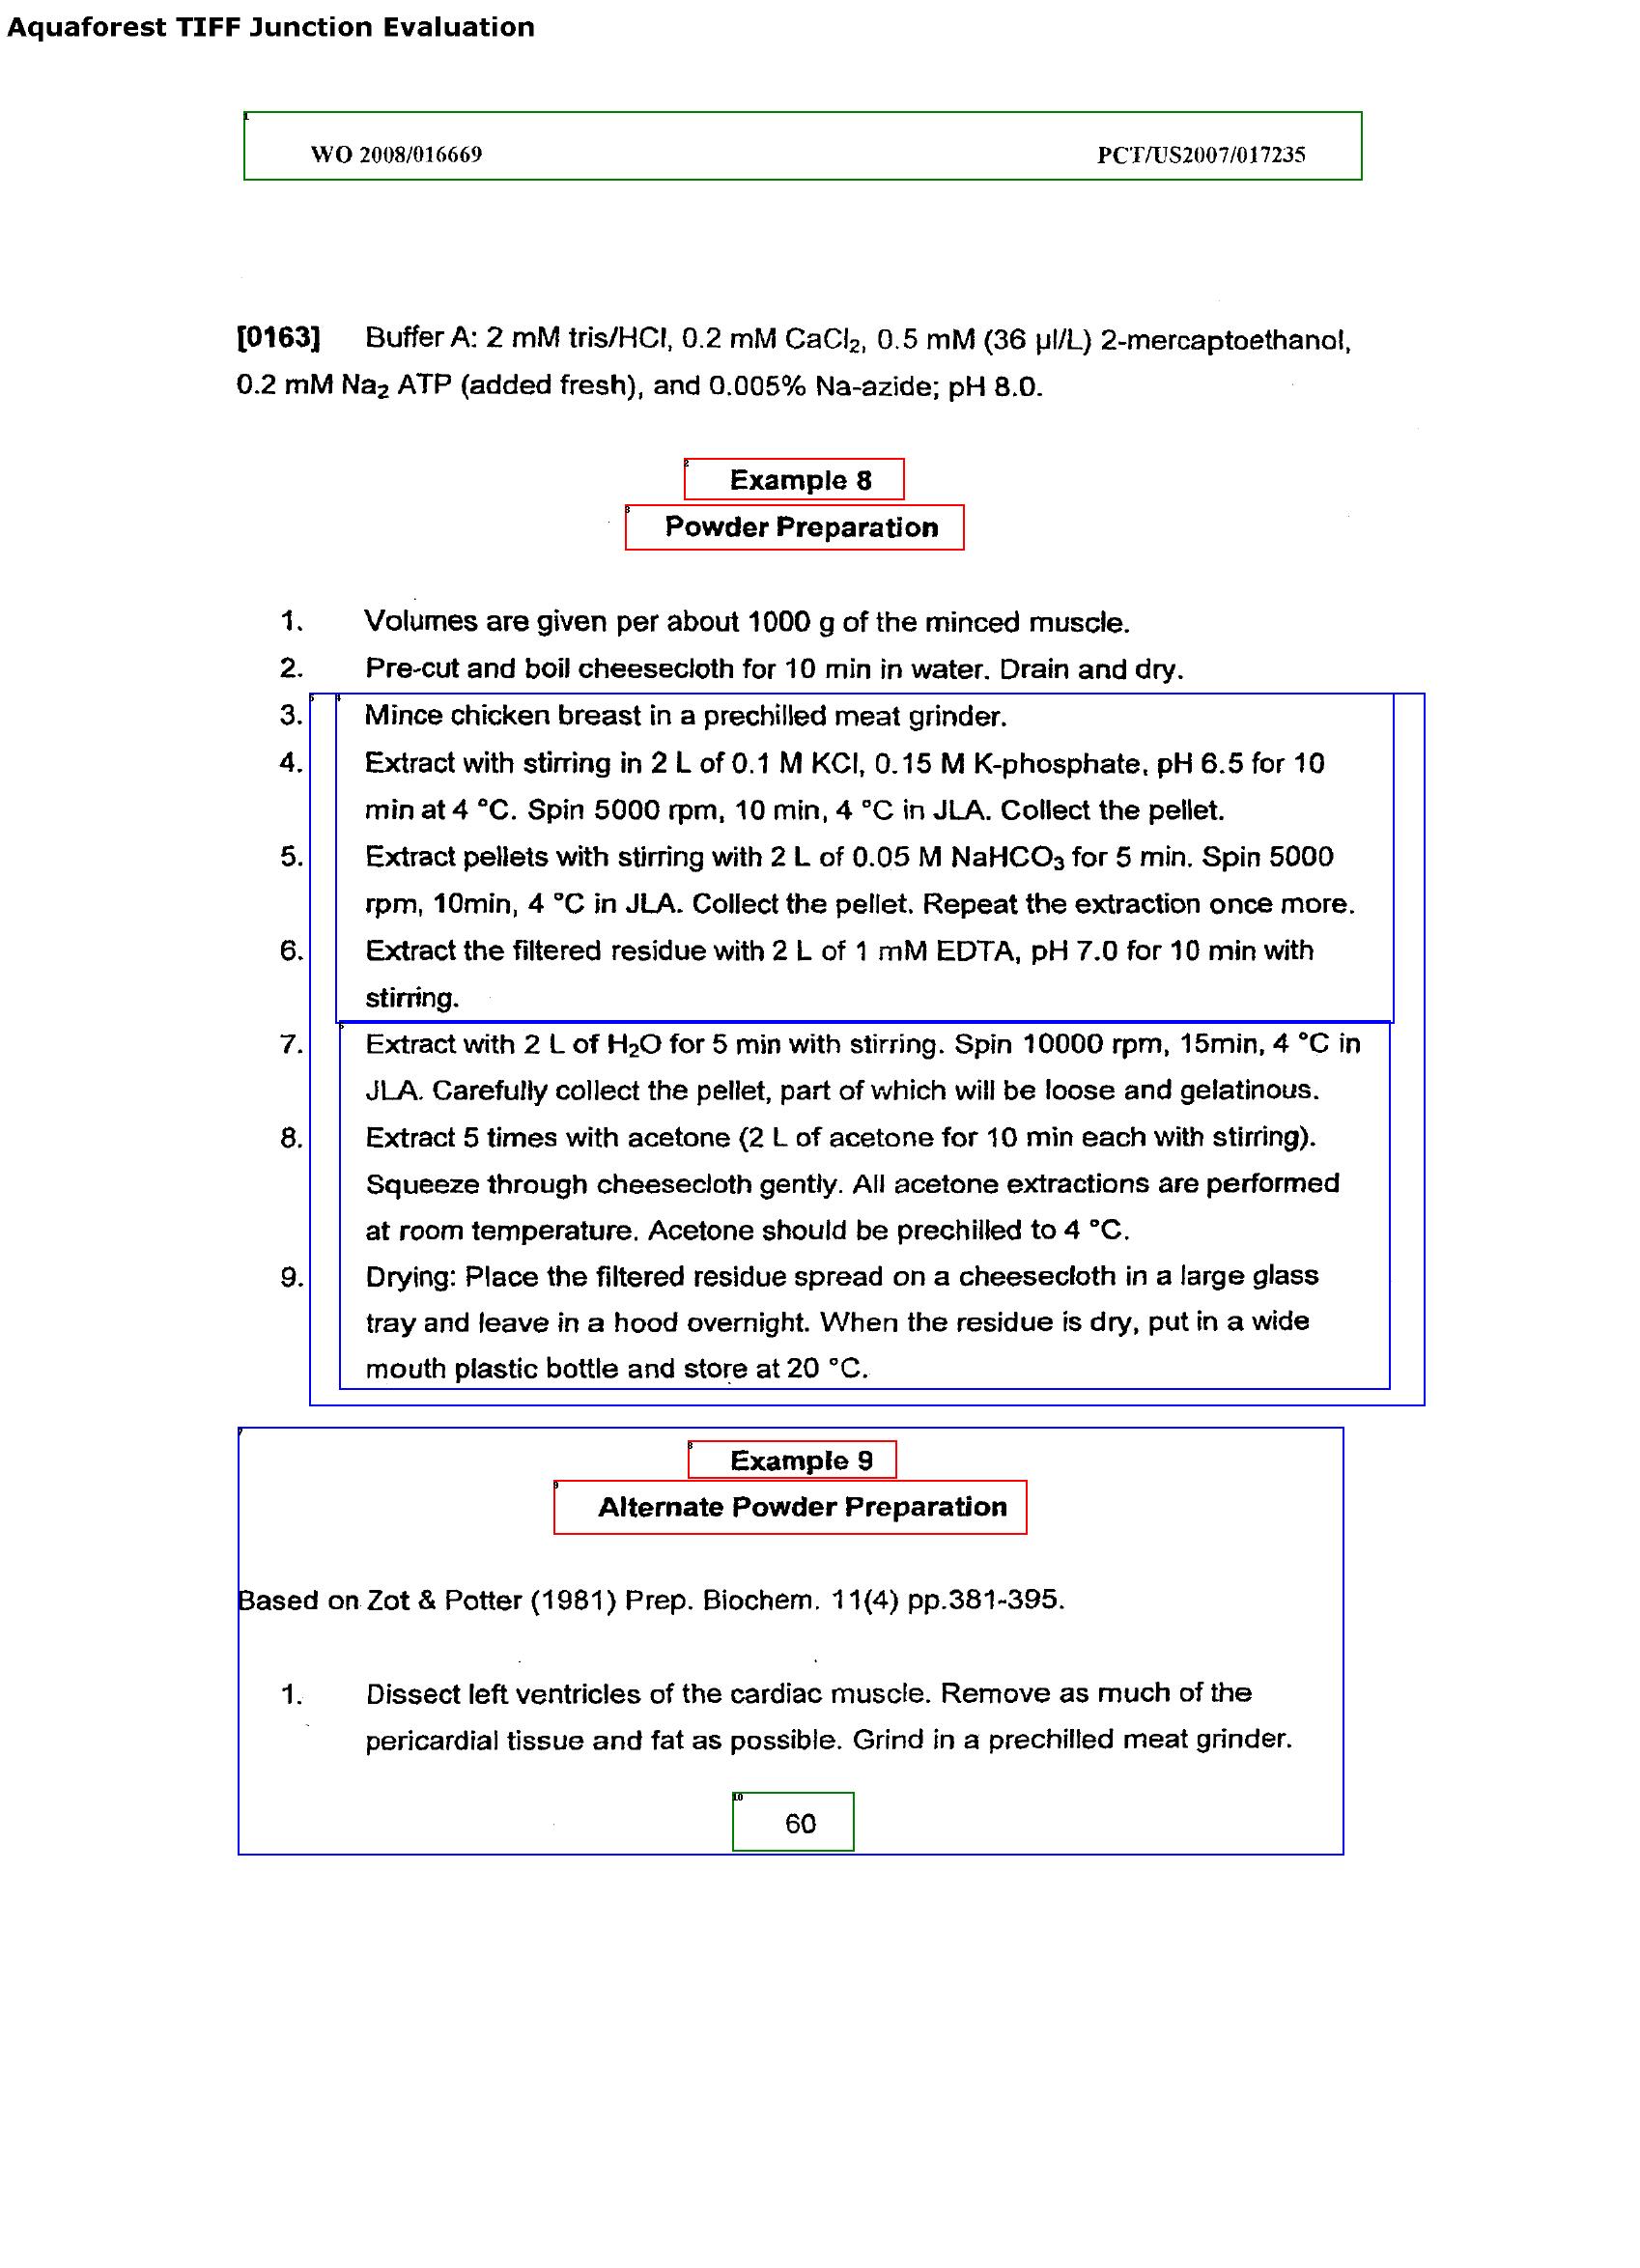 Aquaforest TIFF Junction Evaluation
1
WO 2008/016669 PCT/US2007/017235
[0163] Buffer A: 2 mM tris/HCl, 0.2 mM CaCl₂, 0.5 mM (36 µl/L) 2-mercaptoethanol,
0.2 mM Na₂ ATP (added fresh), and 0.005% Na-azide; pH 8.0.
2
Example 8
3
Powder Preparation
1. Volumes are given per about 1000 g of the minced muscle.
2. Pre-cut and boil cheesecloth for 10 min in water. Drain and dry.
3. Mince chicken breast in a prechilled meat grinder.
4. Extract with stirring in 2 L of 0.1 M KCl, 0.15 M K-phosphate, pH 6.5 for 10
min at 4 °C. Spin 5000 rpm, 10 min, 4 °C in JLA. Collect the pellet.
5. Extract pellets with stirring with 2 L of 0.05 M NaHCO₃ for 5 min. Spin 5000
rpm, 10min, 4 °C in JLA. Collect the pellet. Repeat the extraction once more.
6. Extract the filtered residue with 2 L of 1 mM EDTA, pH 7.0 for 10 min with
stirring.
7. Extract with 2 L of H₂O for 5 min with stirring. Spin 10000 rpm, 15min, 4 °C in
JLA. Carefully collect the pellet, part of which will be loose and gelatinous.
8. Extract 5 times with acetone (2 L of acetone for 10 min each with stirring).
Squeeze through cheesecloth gently. All acetone extractions are performed
at room temperature. Acetone should be prechilled to 4 °C.
9. Drying: Place the filtered residue spread on a cheesecloth in a large glass
tray and leave in a hood overnight. When the residue is dry, put in a wide
mouth plastic bottle and store at 20 °C.
7
8
Example 9
9
Alternate Powder Preparation
Based on Zot & Potter (1981) Prep. Biochem. 11(4) pp.381-395.
1. Dissect left ventricles of the cardiac muscle. Remove as much of the
pericardial tissue and fat as possible. Grind in a prechilled meat grinder.
10
60